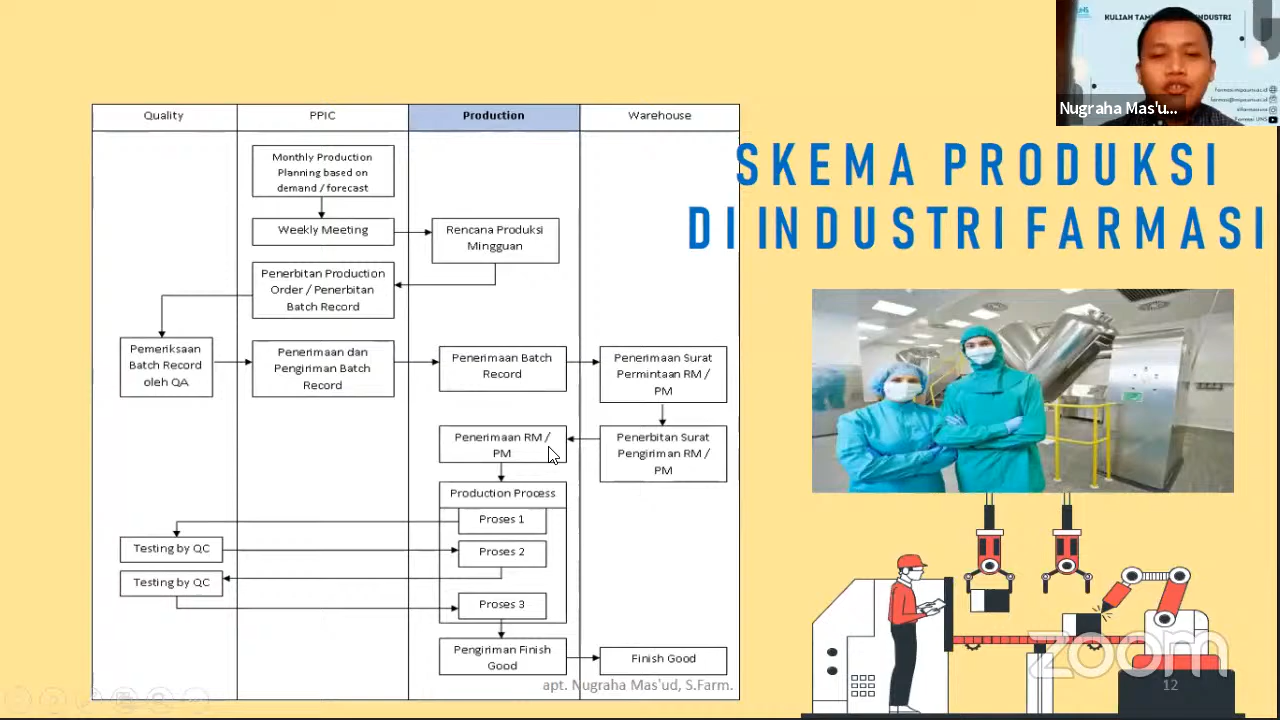 KULIAH TAM
INDUSTRI
Nugraha Mas'u...
SKEMA PRODUKSI
DI INDUSTRI FARMASI
Quality
PPIC
Production
Warehouse
Monthly Production
Planning based on
demand / forecast
Weekly Meeting
Rencana Produksi
Mingguan
Penerbitan Production
Order / Penerbitan
Batch Record
Pemeriksaan
Batch Record
oleh QA
Penerimaan dan
Pengiriman Batch
Record
Penerimaan Batch
Record
Penerimaan Surat
Permintaan RM /
PM
Penerimaan RM /
PM
Penerbitan Surat
Pengiriman RM /
PM
Production Process
Proses 1
Testing by QC
Proses 2
Testing by QC
Proses 3
Pengiriman Finish
Good
Finish Good
apt. Nugraha Mas'ud, S.Farm.
zoom
12